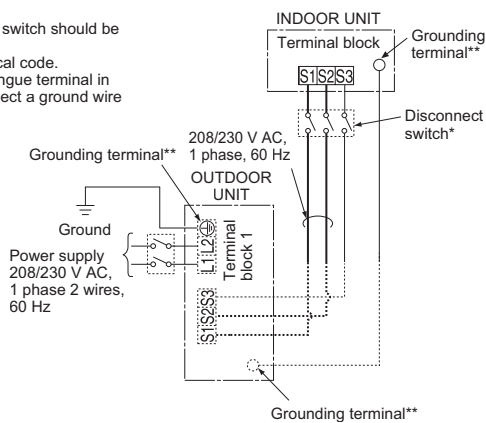 switch should be
cal code.
ngue terminal in
ect a ground wire
INDOOR UNIT
Terminal block
Grounding
terminal**
S1 S2 S3
Disconnect
switch*
208/230 V AC,
1 phase, 60 Hz
Grounding terminal**
OUTDOOR
UNIT
Ground
Power supply
208/230 V AC,
1 phase 2 wires,
60 Hz
L1 L2
Terminal
block 1
S1 S2 S3
Grounding terminal**